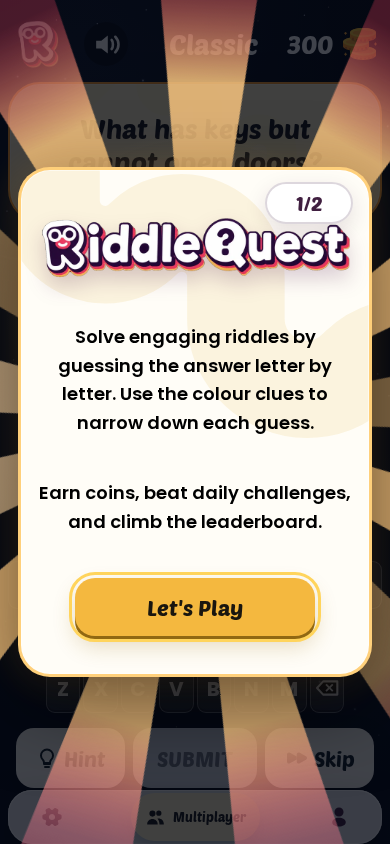 Classic 300
What has keys but
cannot open doors?
1/2
Riddle Quest
Solve engaging riddles by
guessing the answer letter by
letter. Use the colour clues to
narrow down each guess.
Earn coins, beat daily challenges,
and climb the leaderboard.
Let's Play
Z X C V B N M
Hint SUBMIT Skip
Multiplayer